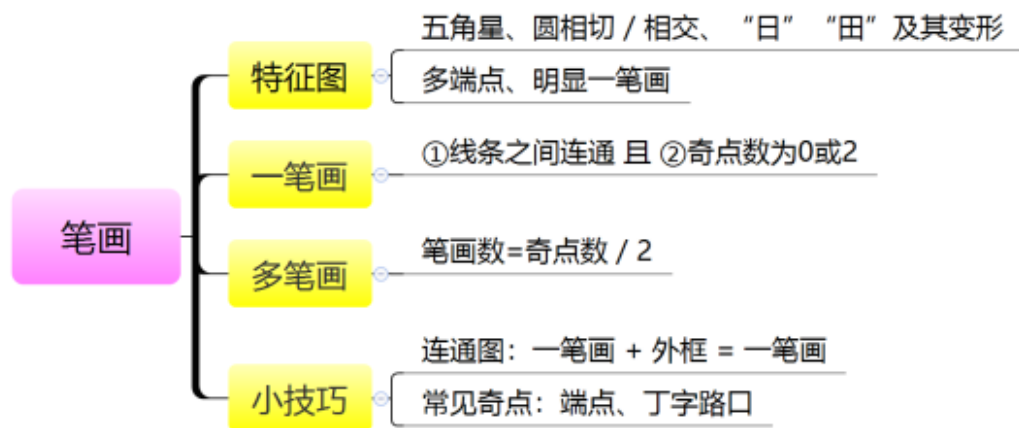 五角星、圆相切 / 相交、 “日” “田” 及其变形
特征图
多端点、明显一笔画
①线条之间连通 且 ②奇点数为0或2
一笔画
笔画
笔画数=奇点数 / 2
多笔画
连通图：一笔画 + 外框 = 一笔画
小技巧
常见奇点：端点、丁字路口